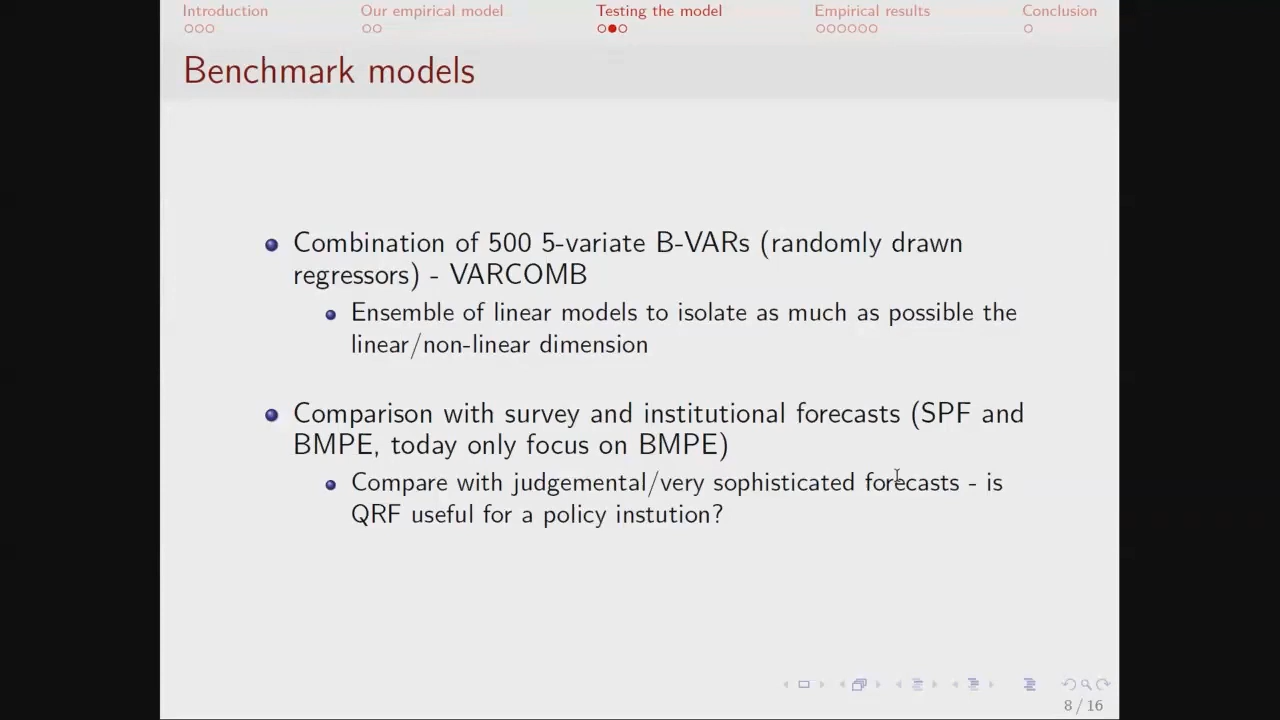 Introduction Our empirical model Testing the model Empirical results Conclusion
Benchmark models
Combination of 500 5-variate B-VARs (randomly drawn
regressors) - VARCOMB
Ensemble of linear models to isolate as much as possible the
linear/non-linear dimension
Comparison with survey and institutional forecasts (SPF and
BMPE, today only focus on BMPE)
Compare with judgemental/very sophisticated forecasts - is
QRF useful for a policy instution?
8 / 16